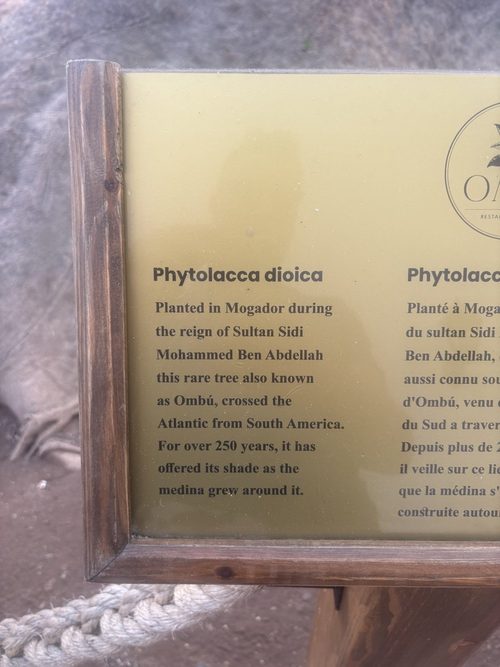 Phytolacca dioica
Planted in Mogador during
the reign of Sultan Sidi
Mohammed Ben Abdellah
this rare tree also known
as Ombú, crossed the
Atlantic from South America.
For over 250 years, it has
offered its shade as the
medina grew around it.
Planté à
du sultan Sidi
Ben Abdellah,
aussi connu
d'Ombú, venu
du Sud a
Depuis plus de
il veille sur ce
que la médina
construite